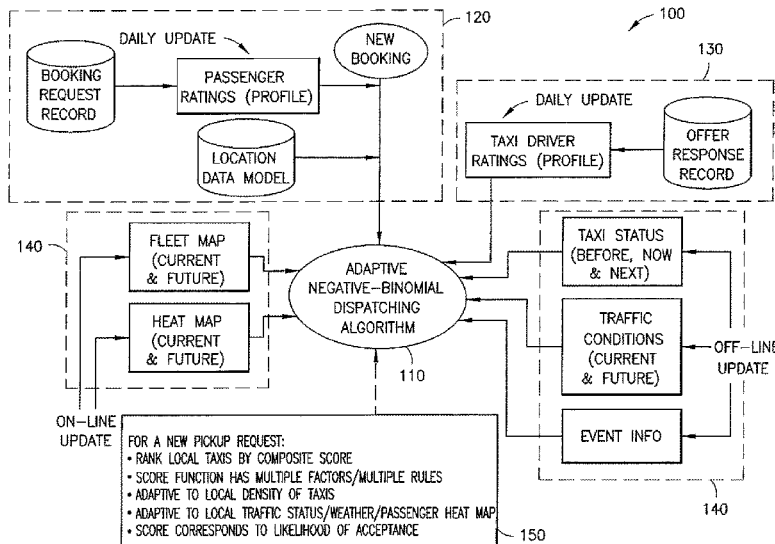 120
100
DAILY UPDATE
NEW
BOOKING
BOOKING
REQUEST
RECORD
PASSENGER
RATINGS (PROFILE)
LOCATION
DATA MODEL
130
DAILY UPDATE
TAXI DRIVER
RATINGS (PROFILE)
OFFER
RESPONSE
RECORD
140
FLEET MAP
(CURRENT
& FUTURE)
HEAT MAP
(CURRENT
& FUTURE)
ON-LINE
UPDATE
ADAPTIVE
NEGATIVE-BINOMIAL
DISPATCHING
ALGORITHM
110
TAXI STATUS
(BEFORE, NOW
& NEXT)
TRAFFIC
CONDITIONS
(CURRENT
& FUTURE)
EVENT INFO
OFF-LINE
UPDATE
140
FOR A NEW PICKUP REQUEST:
• RANK LOCAL TAXIS BY COMPOSITE SCORE
• SCORE FUNCTION HAS MULTIPLE FACTORS/MULTIPLE RULES
• ADAPTIVE TO LOCAL DENSITY OF TAXIS
• ADAPTIVE TO LOCAL TRAFFIC STATUS/WEATHER/PASSENGER HEAT MAP
• SCORE CORRESPONDS TO LIKELIHOOD OF ACCEPTANCE
150